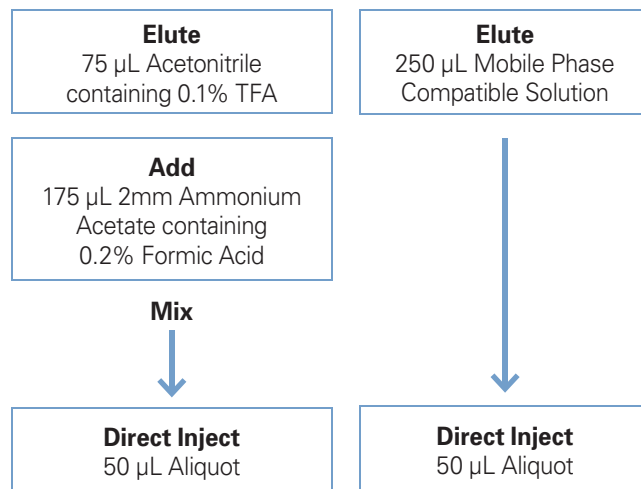 Elute
75 µL Acetonitrile
containing 0.1% TFA
Add
175 µL 2mm Ammonium
Acetate containing
0.2% Formic Acid
Mix
Direct Inject
50 µL Aliquot
Elute
250 µL Mobile Phase
Compatible Solution
Direct Inject
50 µL Aliquot